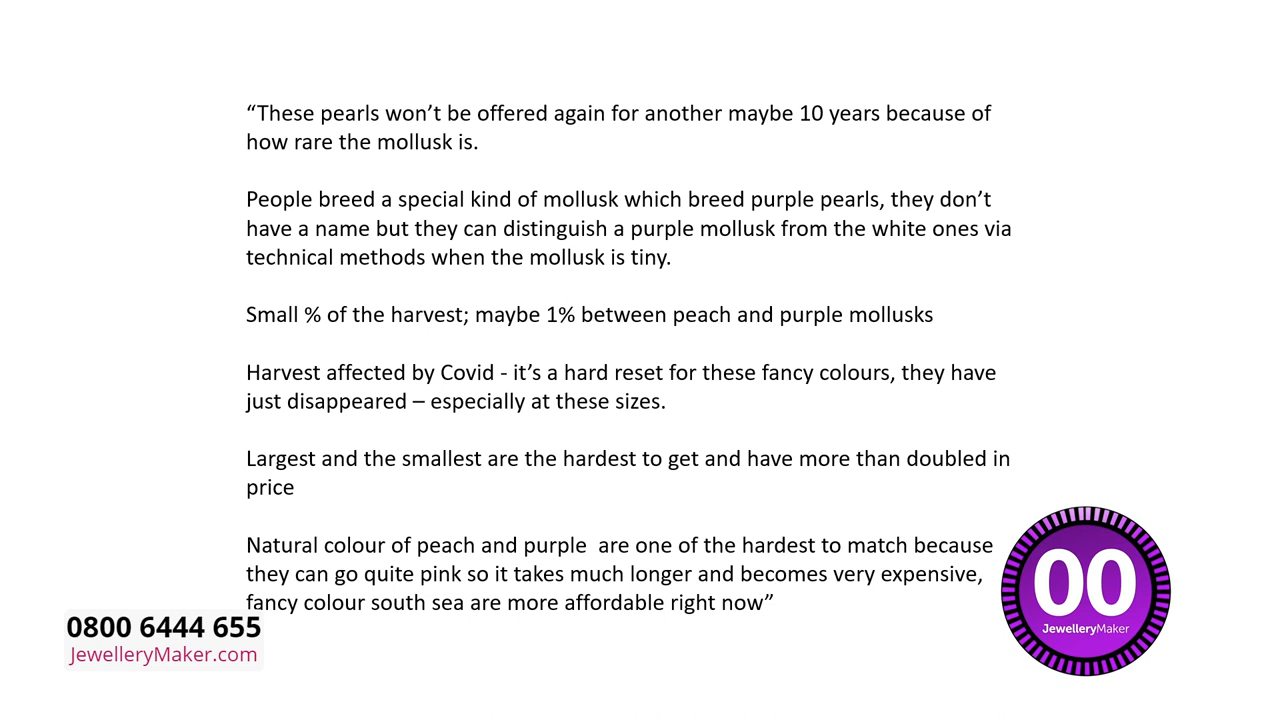 “These pearls won’t be offered again for another maybe 10 years because of
how rare the mollusk is.
People breed a special kind of mollusk which breed purple pearls, they don’t
have a name but they can distinguish a purple mollusk from the white ones via
technical methods when the mollusk is tiny.
Small % of the harvest; maybe 1% between peach and purple mollusks
Harvest affected by Covid - it’s a hard reset for these fancy colours, they have
just disappeared – especially at these sizes.
Largest and the smallest are the hardest to get and have more than doubled in
price
Natural colour of peach and purple  are one of the hardest to match because
they can go quite pink so it takes much longer and becomes very expensive,
fancy colour south sea are more affordable right now”
0800 6444 655
JewelleryMaker.com
00
JewelleryMaker